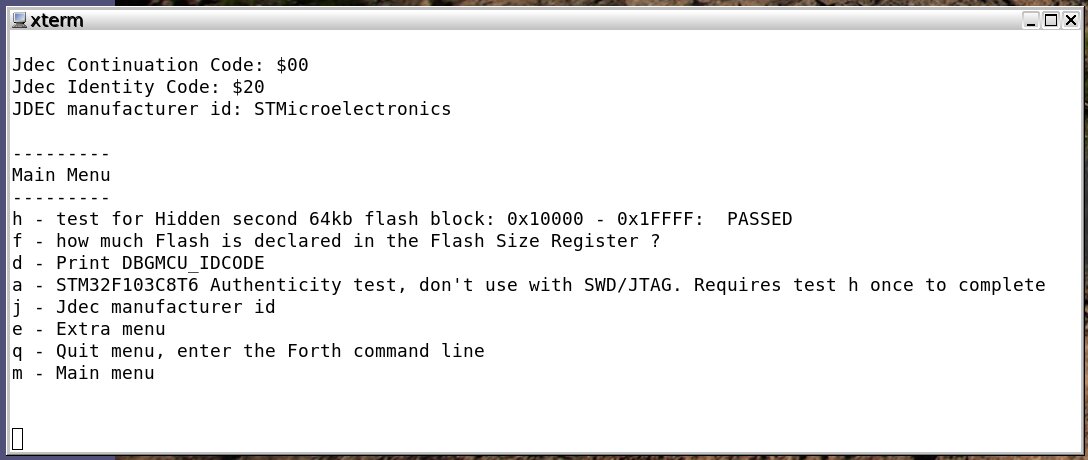 xterm
Jdec Continuation Code: $00
Jdec Identity Code: $20
JDEC manufacturer id: STMicroelectronics
---------
Main Menu
---------
h - test for Hidden second 64kb flash block: 0x10000 - 0x1FFFF:  PASSED
f - how much Flash is declared in the Flash Size Register ?
d - Print DBGMCU_IDCODE
a - STM32F103C8T6 Authenticity test, don't use with SWD/JTAG. Requires test h once to complete
j - Jdec manufacturer id
e - Extra menu
q - Quit menu, enter the Forth command line
m - Main menu